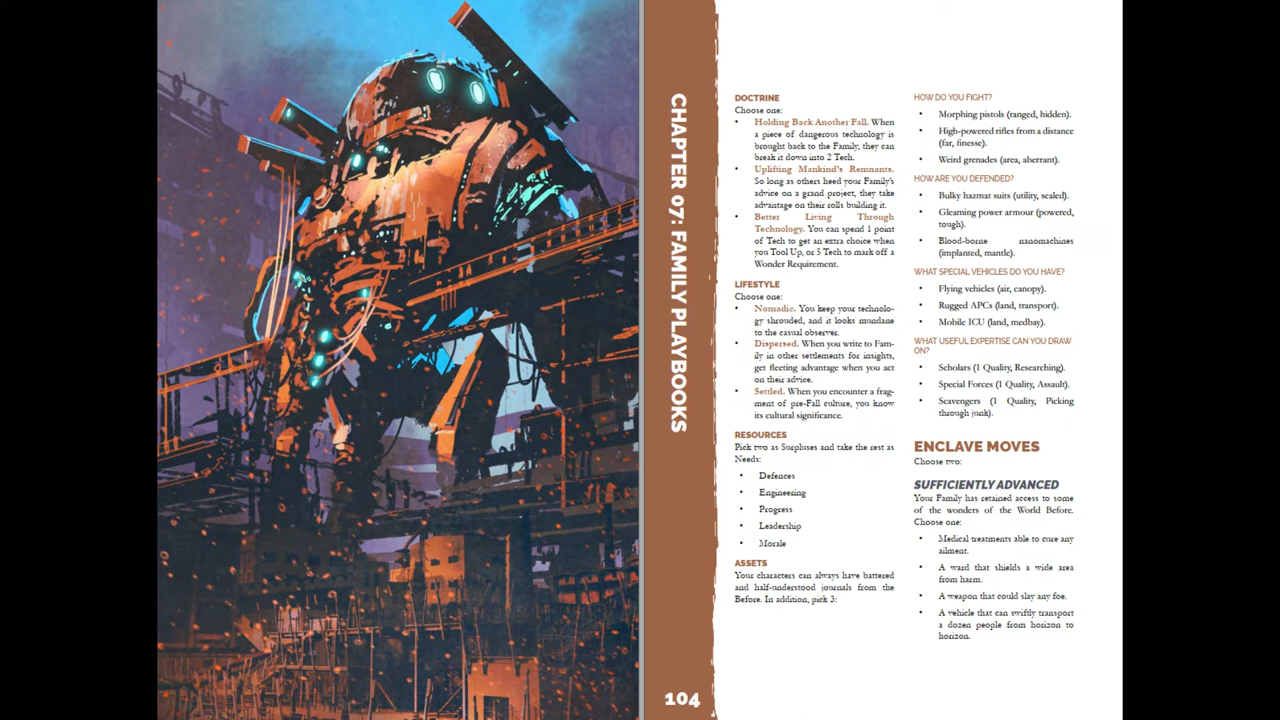 CHAPTER 07: FAMILY PLAYBOOKS
104
DOCTRINE
Choose one:
• Holding Back Another Fall. When
a piece of dangerous technology is
brought back to the Family, they can
break it down into 2 Tech.
• Uplifting Mankind's Remnants.
So long as others heed your Family's
advice on a grand project, they take
advantage on their rolls building it.
• Better Living Through
Technology. You can spend 1 point
of Tech to get an extra choice when
you Tool Up, or 5 Tech to mark off a
Wonder Requirement.
LIFESTYLE
Choose one:
• Nomadic. You keep your technolo-
gy shrouded, and it looks mundane
to the casual observer.
• Dispersed. When you write to Fam-
ily in other settlements for insights,
get fleeting advantage when you act
on their advice.
• Settled. When you encounter a frag-
ment of pre-Fall culture, you know
its cultural significance.
RESOURCES
Pick two as Surpluses and take the rest as
Needs:
• Defences
• Engineering
• Progress
• Leadership
• Morale
ASSETS
Your characters can always have battered
and half-understood journals from the
Before. In addition, pick 3:
HOW DO YOU FIGHT?
• Morphing pistols (ranged, hidden).
• High-powered rifles from a distance
(far, finesse).
• Weird grenades (area, aberrant).
HOW ARE YOU DEFENDED?
• Bulky hazmat suits (utility, sealed).
• Gleaming power armour (powered,
tough).
• Blood-borne nanomachines
(implanted, mantle).
WHAT SPECIAL VEHICLES DO YOU HAVE?
• Flying vehicles (air, canopy).
• Rugged APCs (land, transport).
• Mobile ICU (land, medbay).
WHAT USEFUL EXPERTISE CAN YOU DRAW
ON?
• Scholars (1 Quality, Researching).
• Special Forces (1 Quality, Assault).
• Scavengers (1 Quality, Picking
through junk).
ENCLAVE MOVES
Choose two:
SUFFICIENTLY ADVANCED
Your Family has retained access to some
of the wonders of the World Before.
Choose one:
• Medical treatments able to cure any
ailment.
• A ward that shields a wide area
from harm.
• A weapon that could slay any foe.
• A vehicle that can swiftly transport
a dozen people from horizon to
horizon.